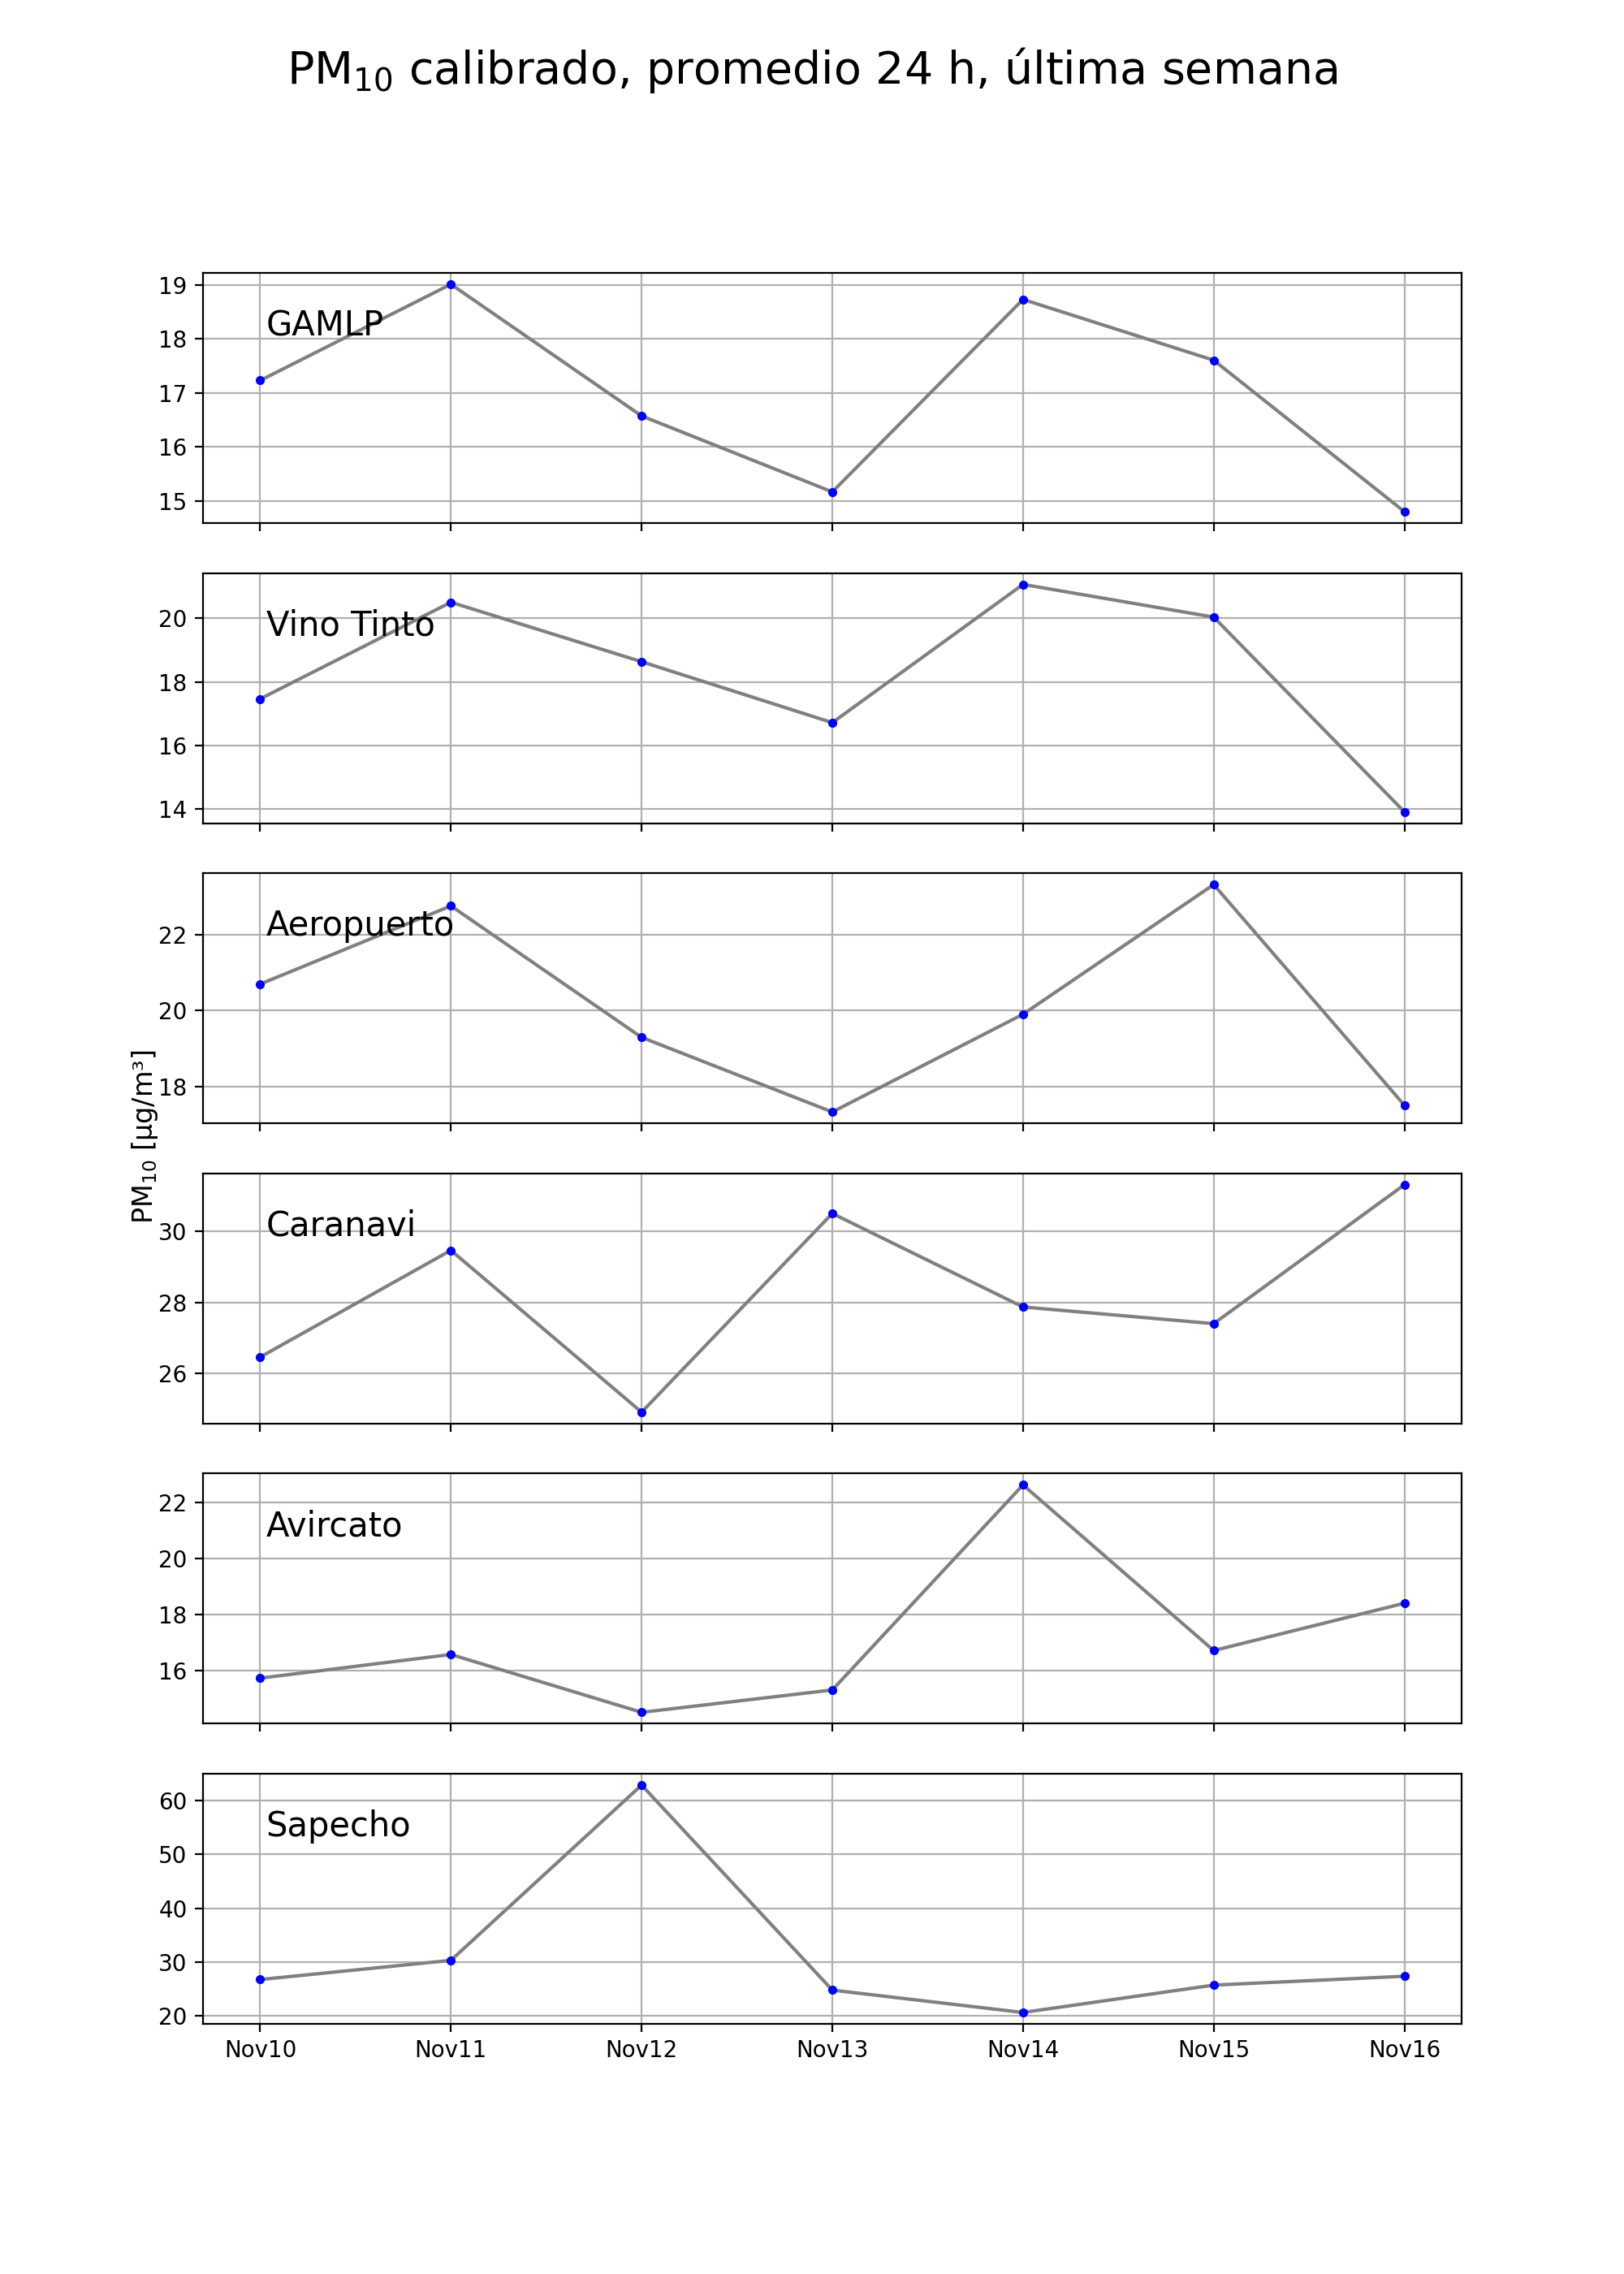 PM₁₀ calibrado, promedio 24 h, última semana
19
GAMLP
18
17
16
15
Vino Tinto
20
18
16
14
Aeropuerto
22
20
18
PM₁₀ [µg/m³]
Caranavi
30
28
26
22
Avircato
20
18
16
60
Sapecho
50
40
30
20
Nov10 Nov11 Nov12 Nov13 Nov14 Nov15 Nov16